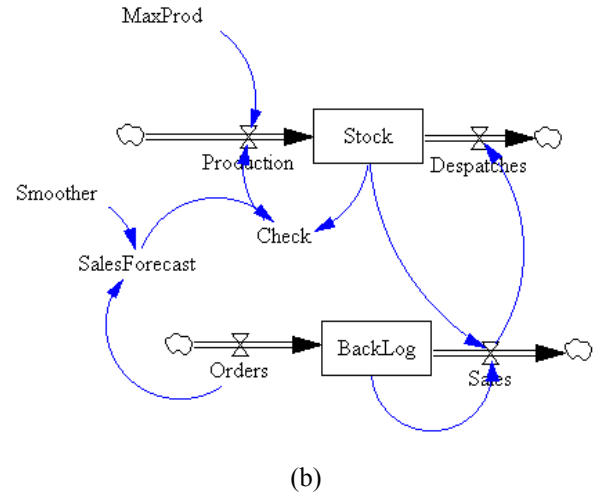 MaxProd
Stock
Production
Despatches
Smoother
Check
SalesForecast
BackLog
Orders
Sales
(b)